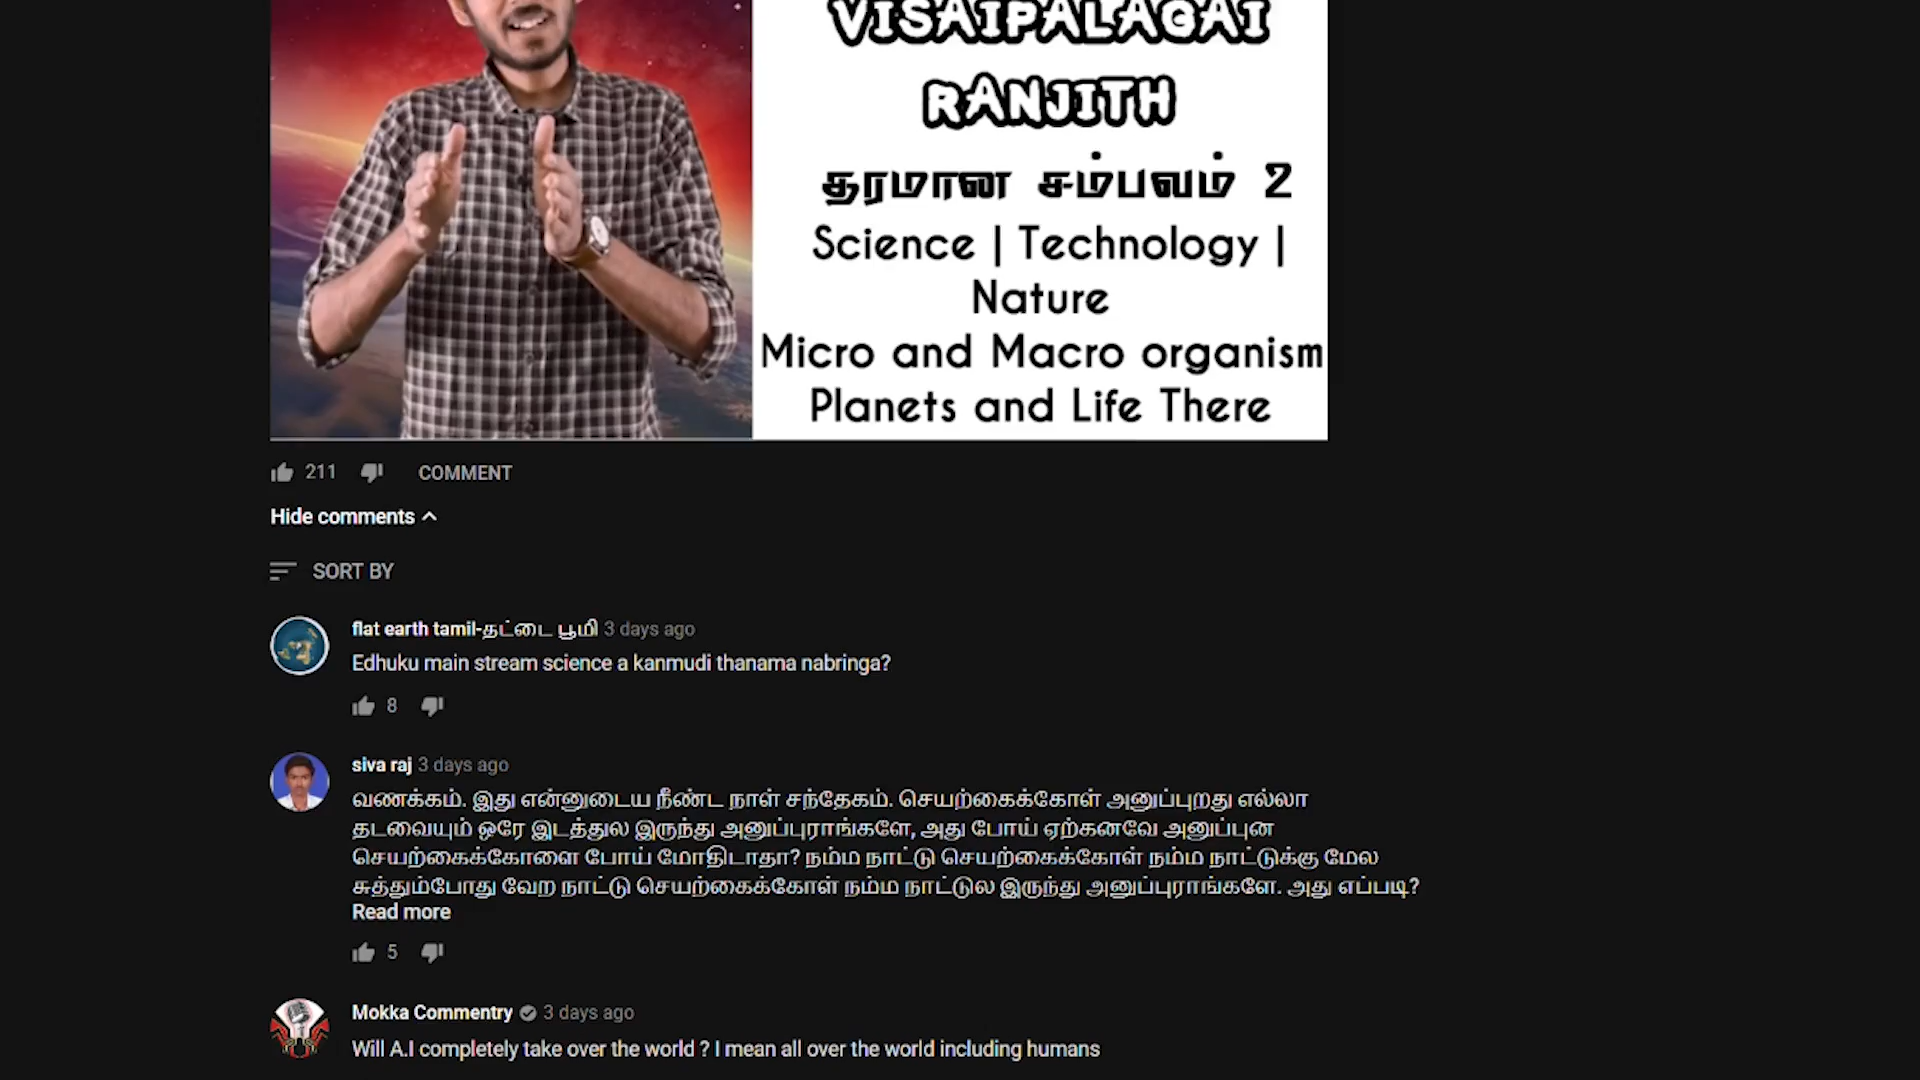 VISAIPALAGAI
RANJITH
தரமான சம்பவம் 2
Science | Technology |
Nature
Micro and Macro organism
Planets and Life There
211 COMMENT
Hide comments
SORT BY
flat earth tamil-தட்டை பூமி 3 days ago
Edhuku main stream science a kanmudi thanama nabringa?
8
siva raj 3 days ago
வணக்கம். இது என்னுடைய நீண்ட நாள் சந்தேகம். செயற்கைக்கோள் அனுப்புறது எல்லா
தடவையும் ஒரே இடத்துல இருந்து அனுப்புராங்களே, அது போய் ஏற்கனவே அனுப்புன
செயற்கைக்கோளை போய் மோதிடாதா? நம்ம நாட்டு செயற்கைக்கோள் நம்ம நாட்டுக்கு மேல
சுத்தும்போது வேற நாட்டு செயற்கைக்கோள் நம்ம நாட்டுல இருந்து அனுப்புராங்களே. அது எப்படி?
Read more
5
Mokka Commentry 3 days ago
Will A.I completely take over the world ? I mean all over the world including humans